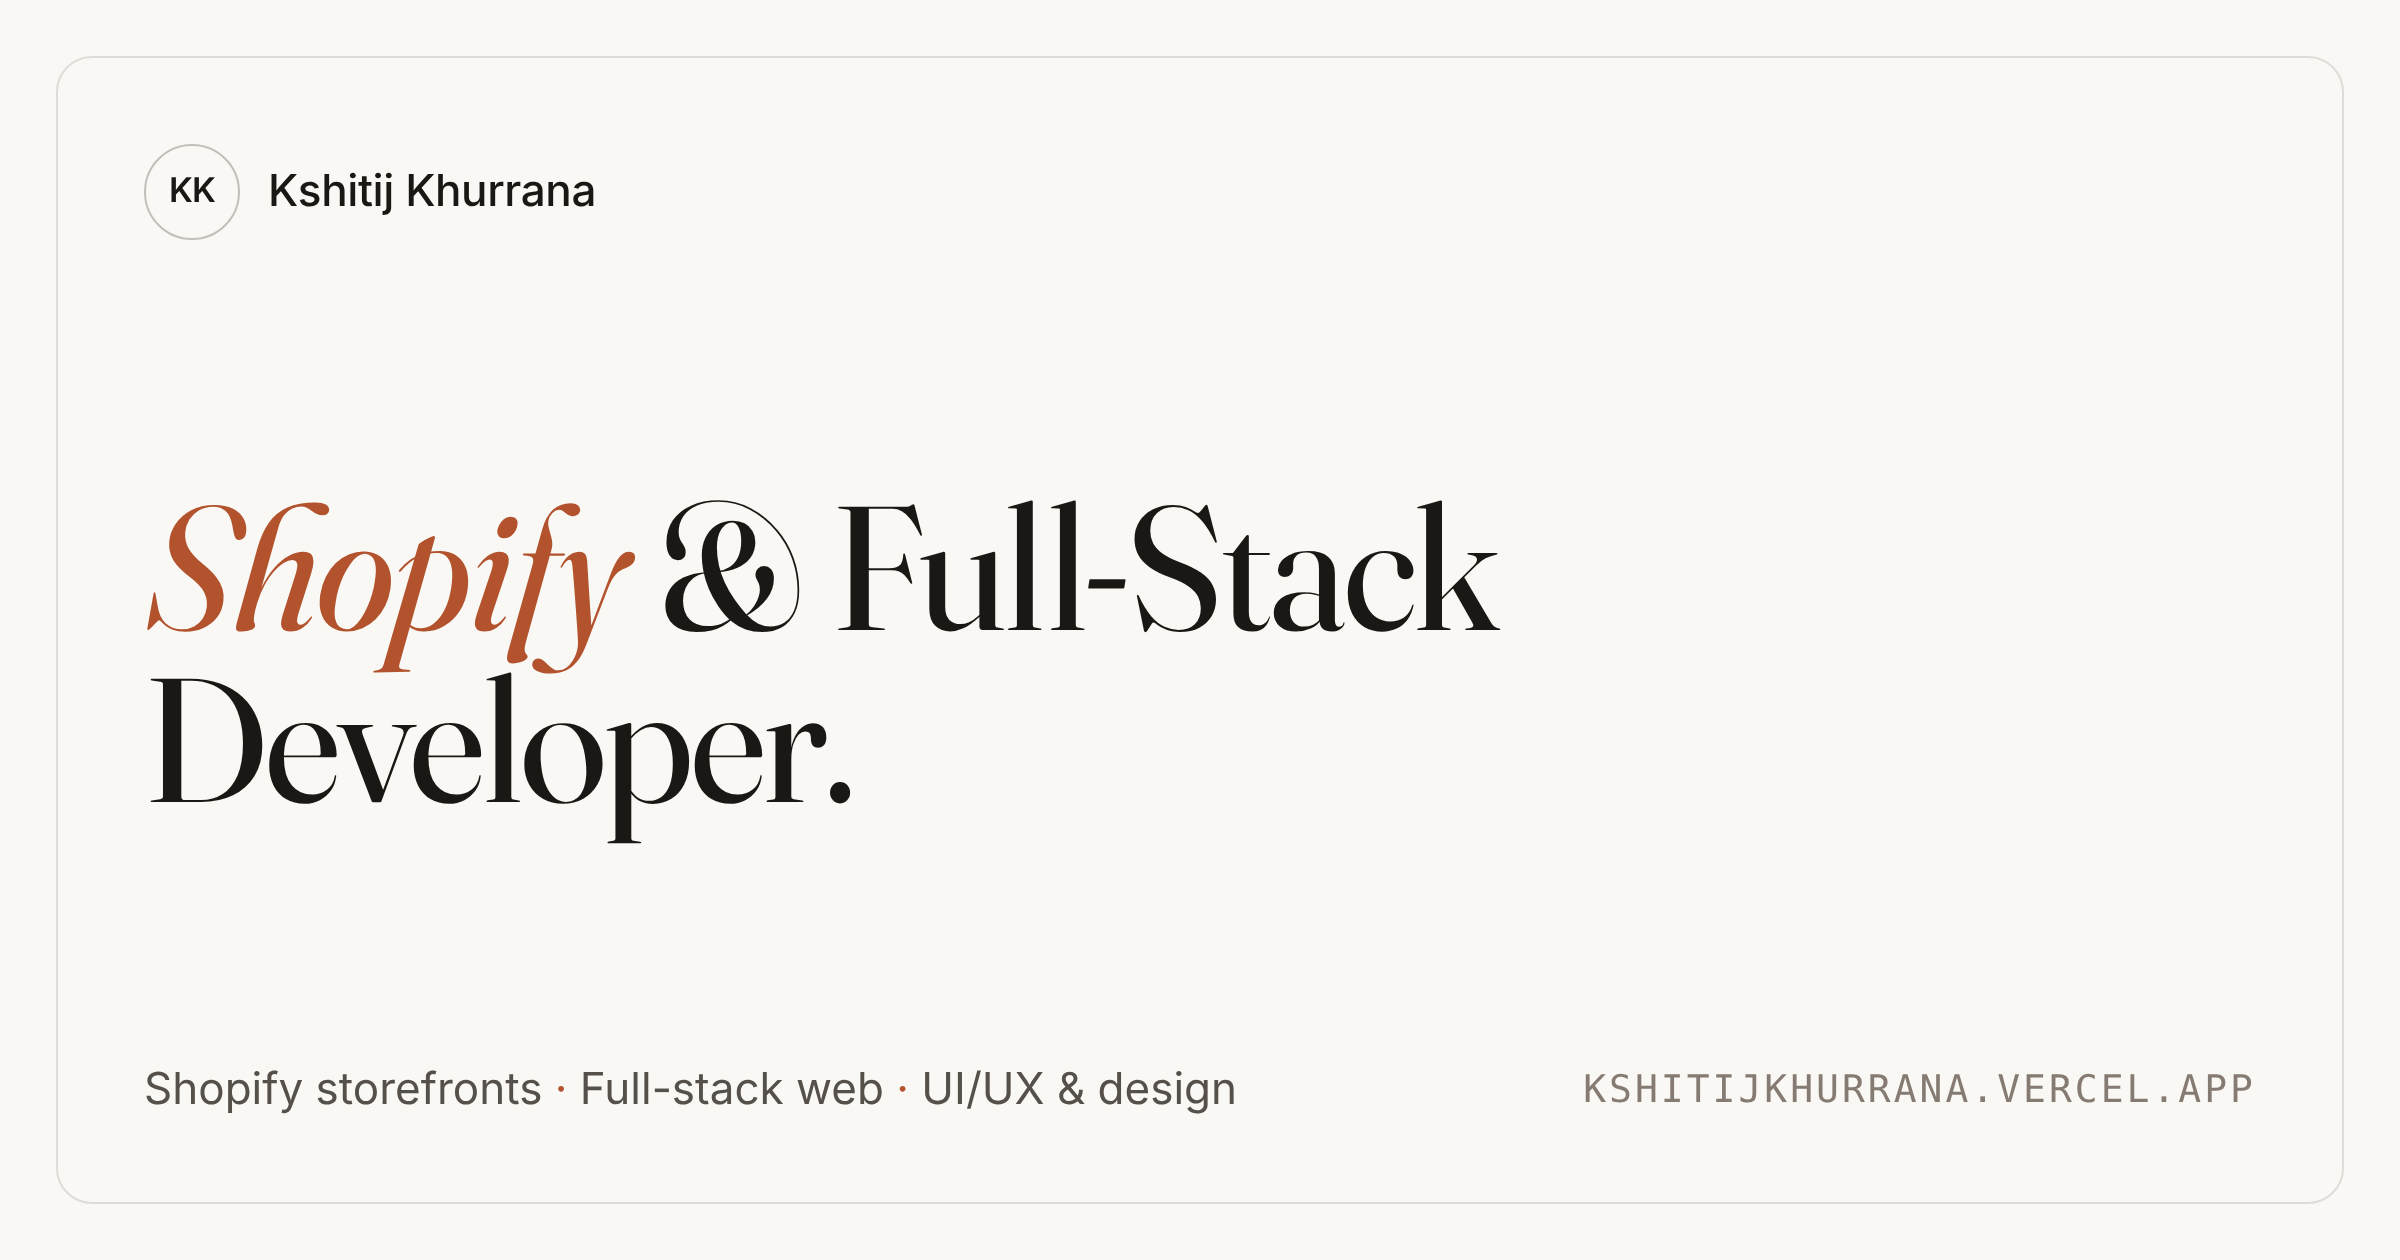 KK
Kshitij Khurrana
Shopify & Full-Stack
Developer.
Shopify storefronts · Full-stack web · UI/UX & design
KSHITIJKHURRANA.VERCEL.APP